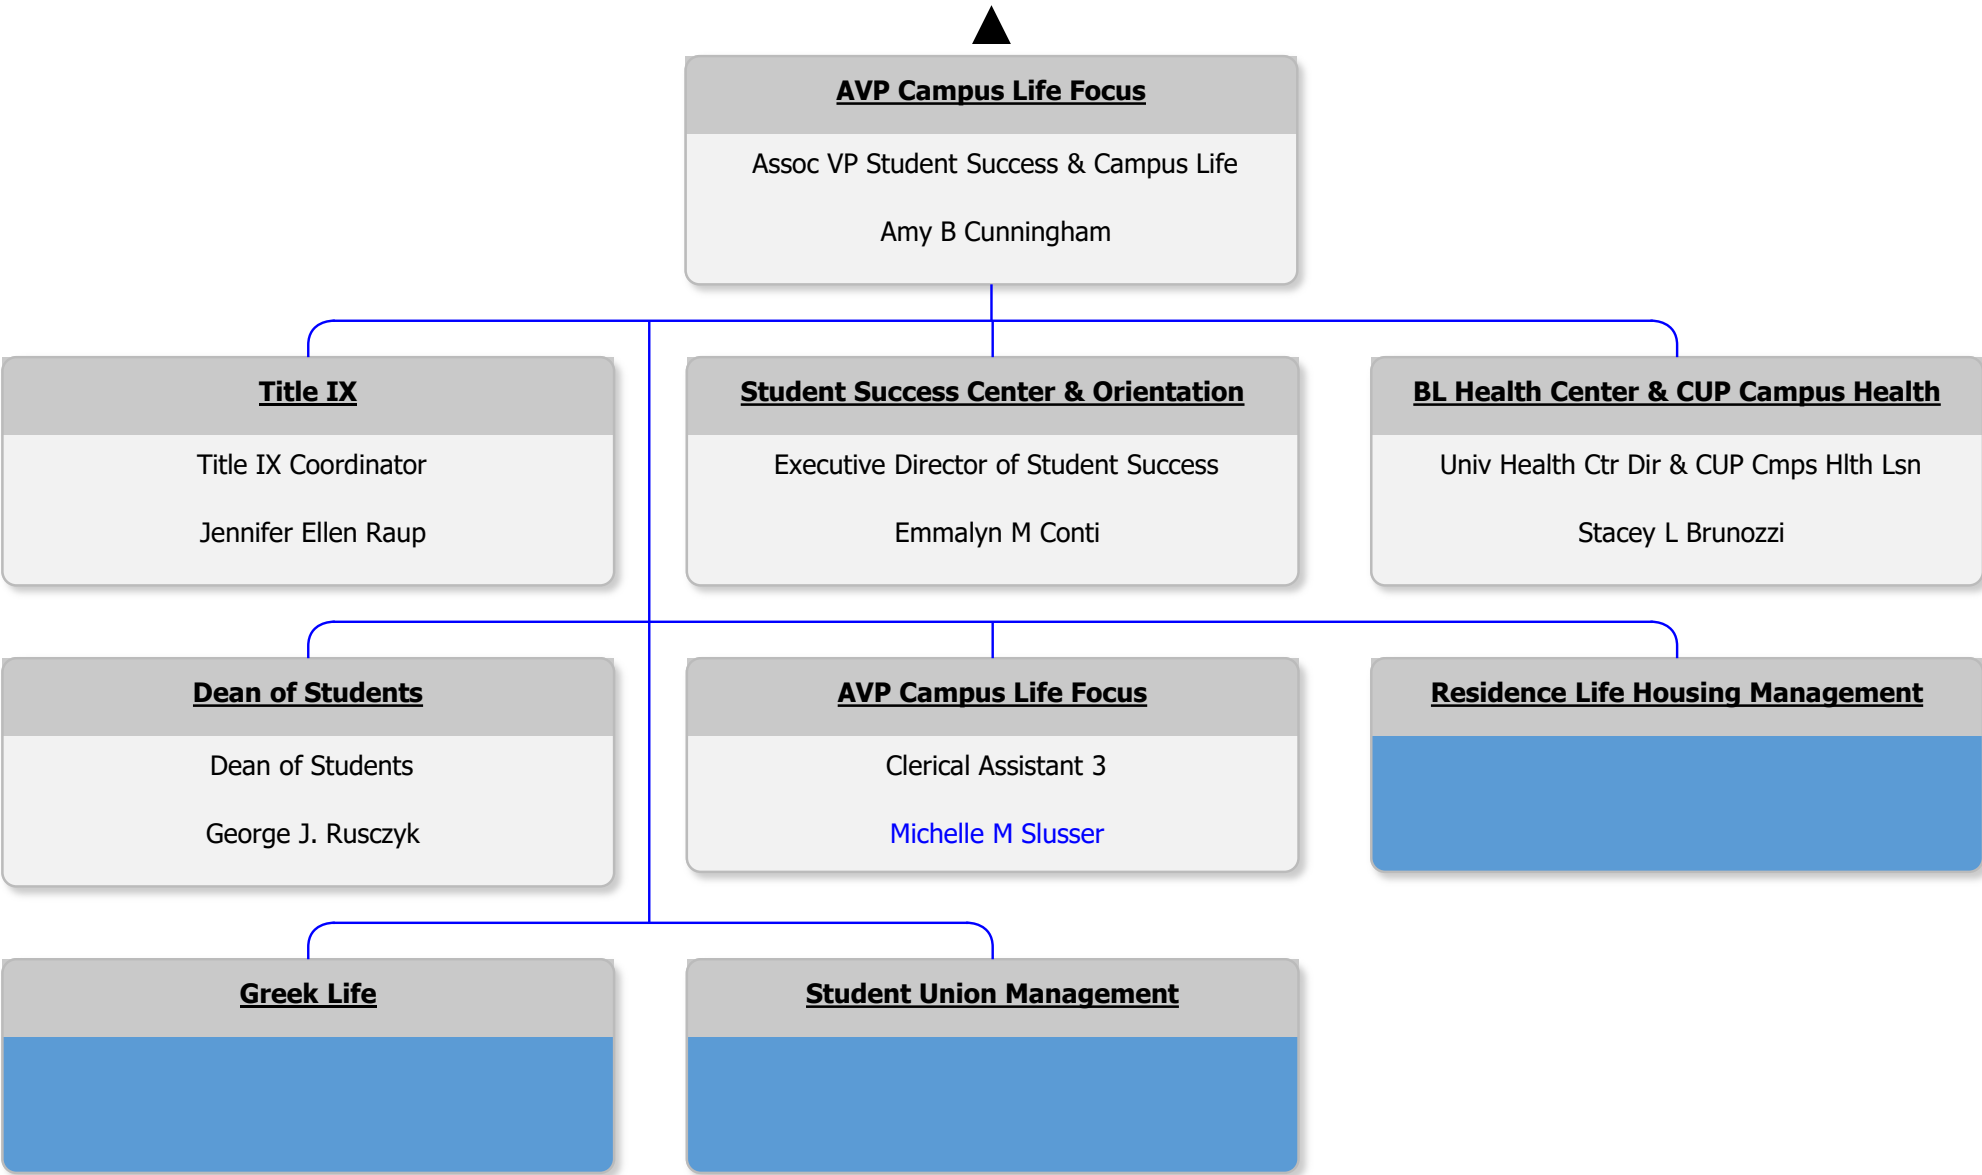 AVP Campus Life Focus
Assoc VP Student Success & Campus Life
Amy B Cunningham
Title IX
Title IX Coordinator
Jennifer Ellen Raup
Student Success Center & Orientation
Executive Director of Student Success
Emmalyn M Conti
BL Health Center & CUP Campus Health
Univ Health Ctr Dir & CUP Cmps Hlth Lsn
Stacey L Brunozzi
Dean of Students
Dean of Students
George J. Rusczyk
AVP Campus Life Focus
Clerical Assistant 3
Michelle M Slusser
Residence Life Housing Management
Greek Life
Student Union Management